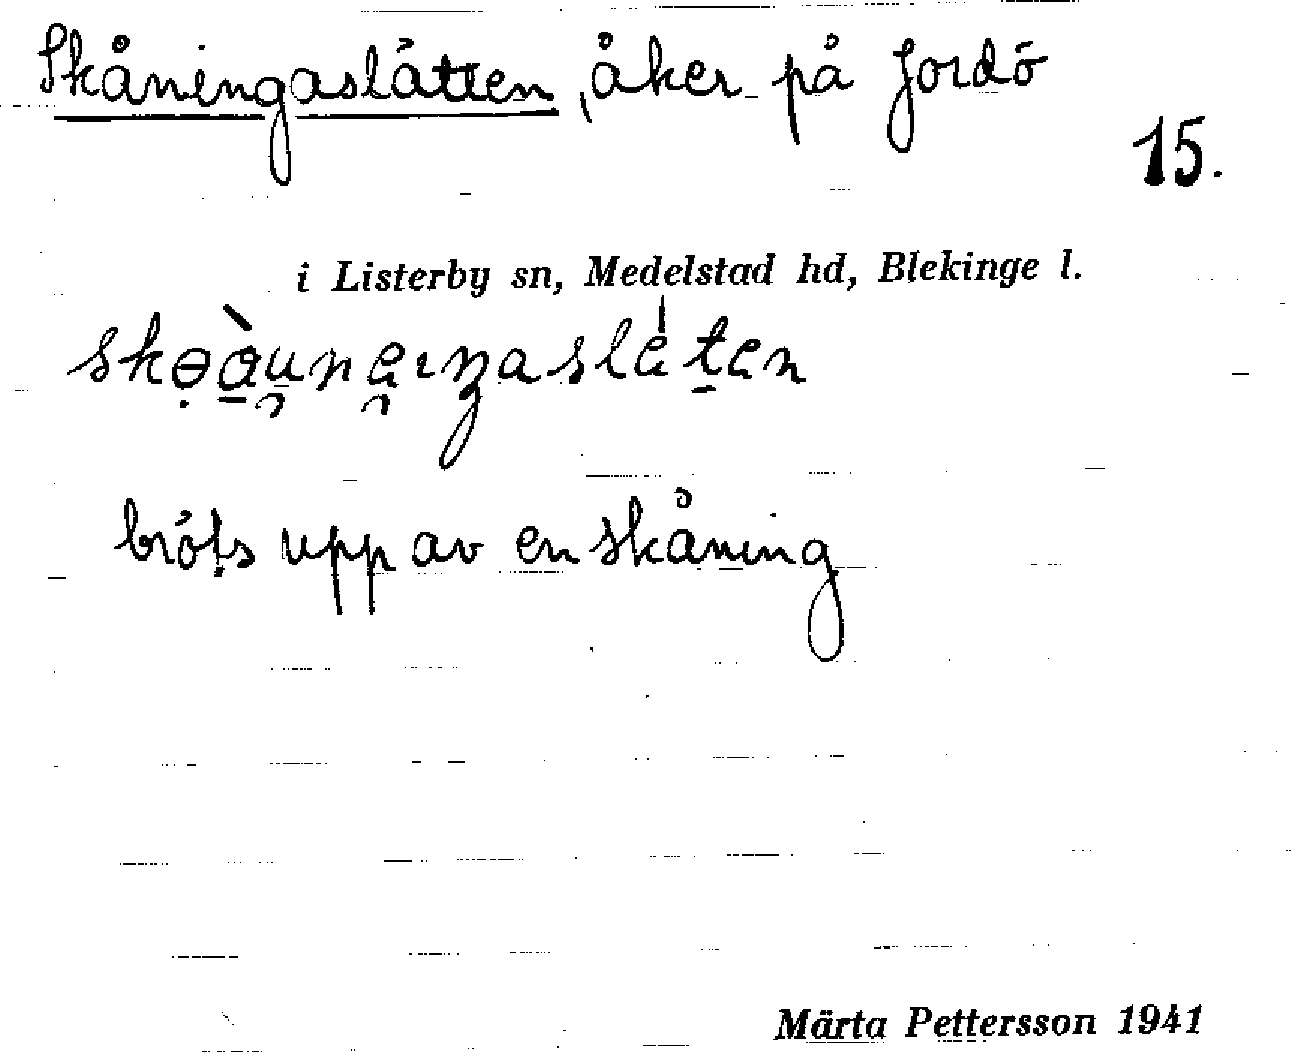 Skåningaslätten, åker på Jordö
15.
i Listerby sn, Medelstad hd, Blekinge l.
bröts upp av en skåning
Märta Pettersson 1941